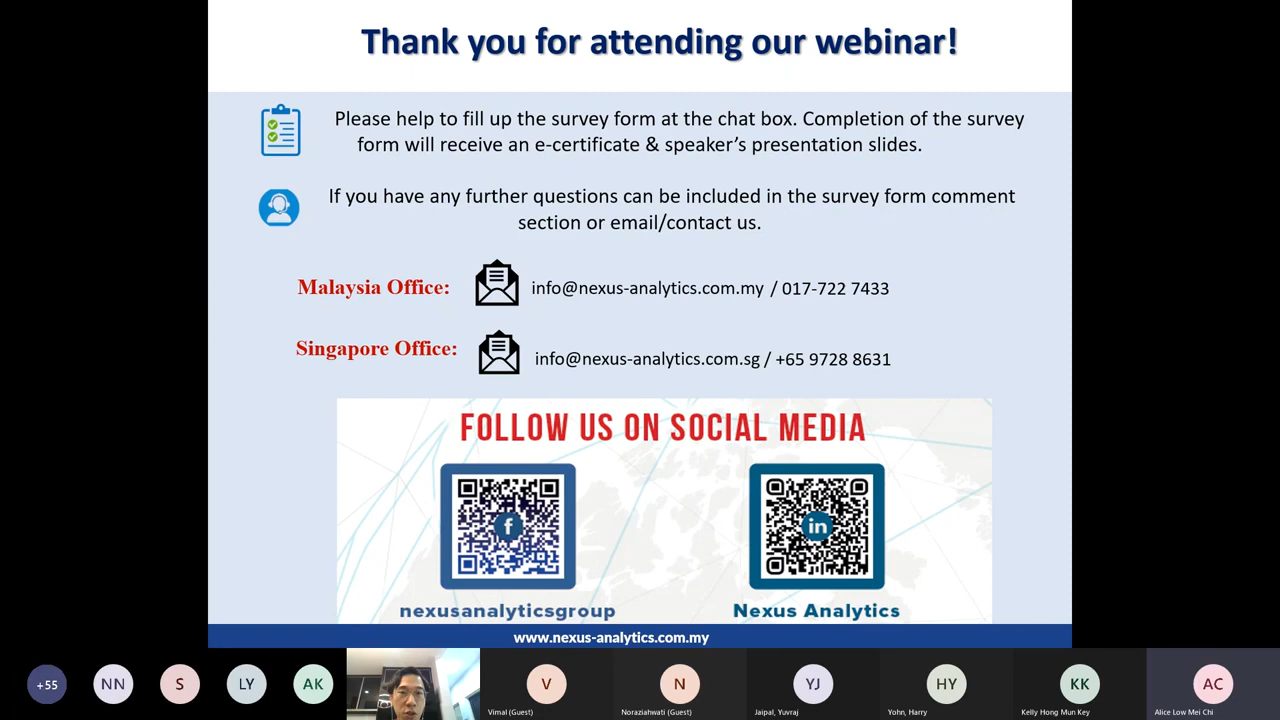 Thank you for attending our webinar!
Please help to fill up the survey form at the chat box. Completion of the survey
form will receive an e-certificate & speaker's presentation slides.
If you have any further questions can be included in the survey form comment
section or email/contact us.
Malaysia Office: info@nexus-analytics.com.my / 017-722 7433
Singapore Office: info@nexus-analytics.com.sg / +65 9728 8631
FOLLOW US ON SOCIAL MEDIA
f in
nexusanalyticsgroup Nexus Analytics
www.nexus-analytics.com.my
+55 NN S LY AK V N YJ HY KK AC
Vimal (Guest) Noraziahwati (Guest) Jaipal, Yuvraj Yohn, Harry Kelly Hong Mun Key Alice Low Mei Chi